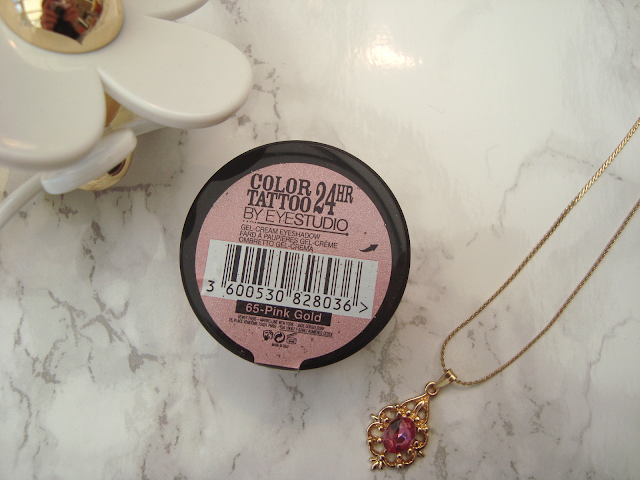 COLOR 24HR
TATTOO
BY EYESTUDIO
GEL-CREAM EYESHADOW
FARD À PAUPIÈRES GEL-CRÈME
OMBRETTO GEL-CREMA
3 600530 828036 >
65-Pink Gold